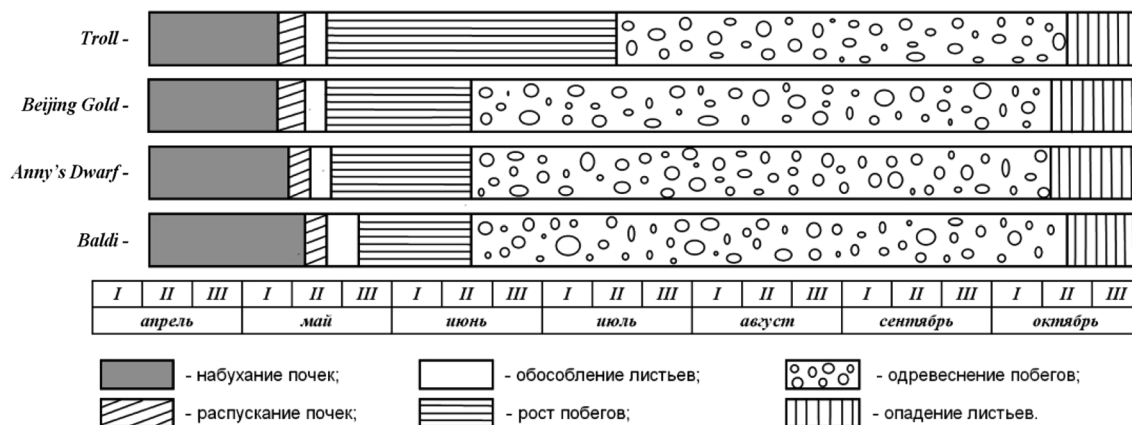 Troll -
Beijing Gold -
Anny’s Dwarf -
Baldi -
I II III I II III I II III I II III I II III I II III I II III
апрель май июнь июль август сентябрь октябрь
- набухание почек; - обособление листьев; - одревеснение побегов;
- распускание почек; - рост побегов; - опадение листьев.